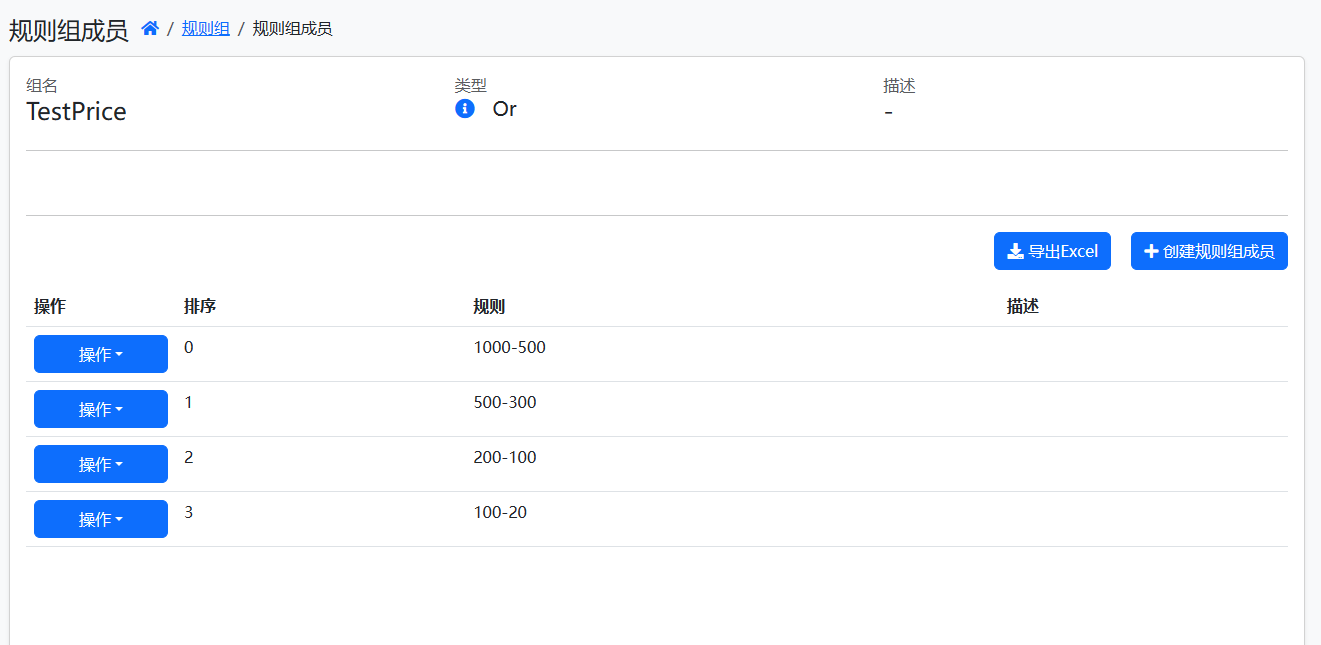 规则组成员 / 规则组 / 规则组成员
组名 类型 描述
TestPrice Or -
导出Excel 创建规则组成员
操作 排序 规则 描述
操作 0 1000-500
操作 1 500-300
操作 2 200-100
操作 3 100-20